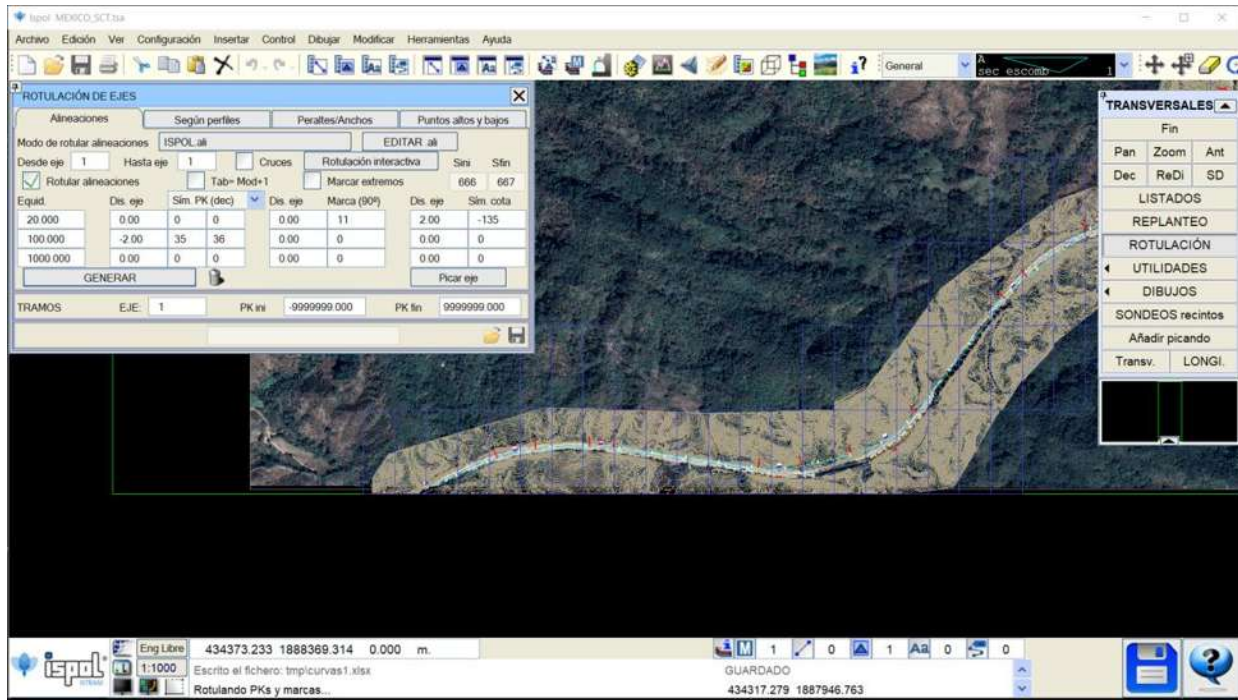 Ispol MEXICO_SCT.tsa
Archivo Edición Ver Configuración Insertar Control Dibujar Modificar Herramientas Ayuda
General
A
sec escomb 1
ROTULACIÓN DE EJES
Alineaciones Según perfiles Peraltes/Anchos Puntos altos y bajos
Modo de rotular alineaciones ISPOL.ali EDITAR .ali
Desde eje 1 Hasta eje 1 Cruces Rotulación interactiva Sini Sfin
Rotular alineaciones Tab= Mod+1 Marcar extremos 666 667
Equid. Dis. eje Sím. PK (dec) Dis. eje Marca (90º) Dis. eje Sím. cota
20.000 0.00 0 0 0.00 11 2.00 -135
100.000 -2.00 35 36 0.00 0 0.00 0
1000.000 0.00 0 0 0.00 0 0.00 0
GENERAR Picar eje
TRAMOS EJE: 1 PK ini -9999999.000 PK fin 9999999.000
TRANSVERSALES
Fin
Pan Zoom Ant
Dec ReDi SD
LISTADOS
REPLANTEO
ROTULACIÓN
UTILIDADES
DIBUJOS
SONDEOS recintos
Añadir picando
Transv. LONGI.
ispol
Eng Libre 434373.233 1888369.314 0.000 m.
M 1 0 1 Aa 0 0
1:1000 Escrito el fichero: tmp\curvas1.xlsx GUARDADO
Rotulando PKs y marcas... 434317.279 1887946.763